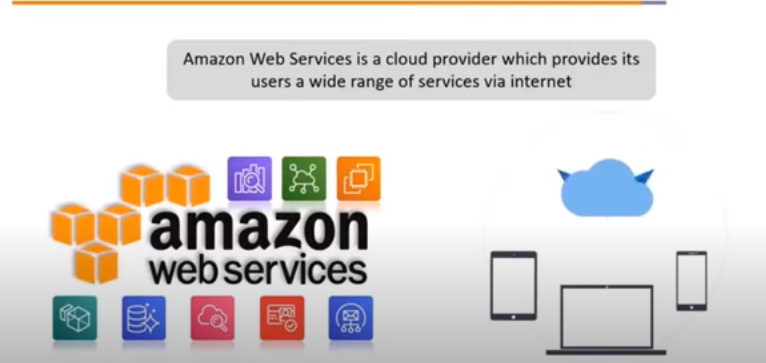 Amazon Web Services is a cloud provider which provides its
users a wide range of services via internet
amazon
web services